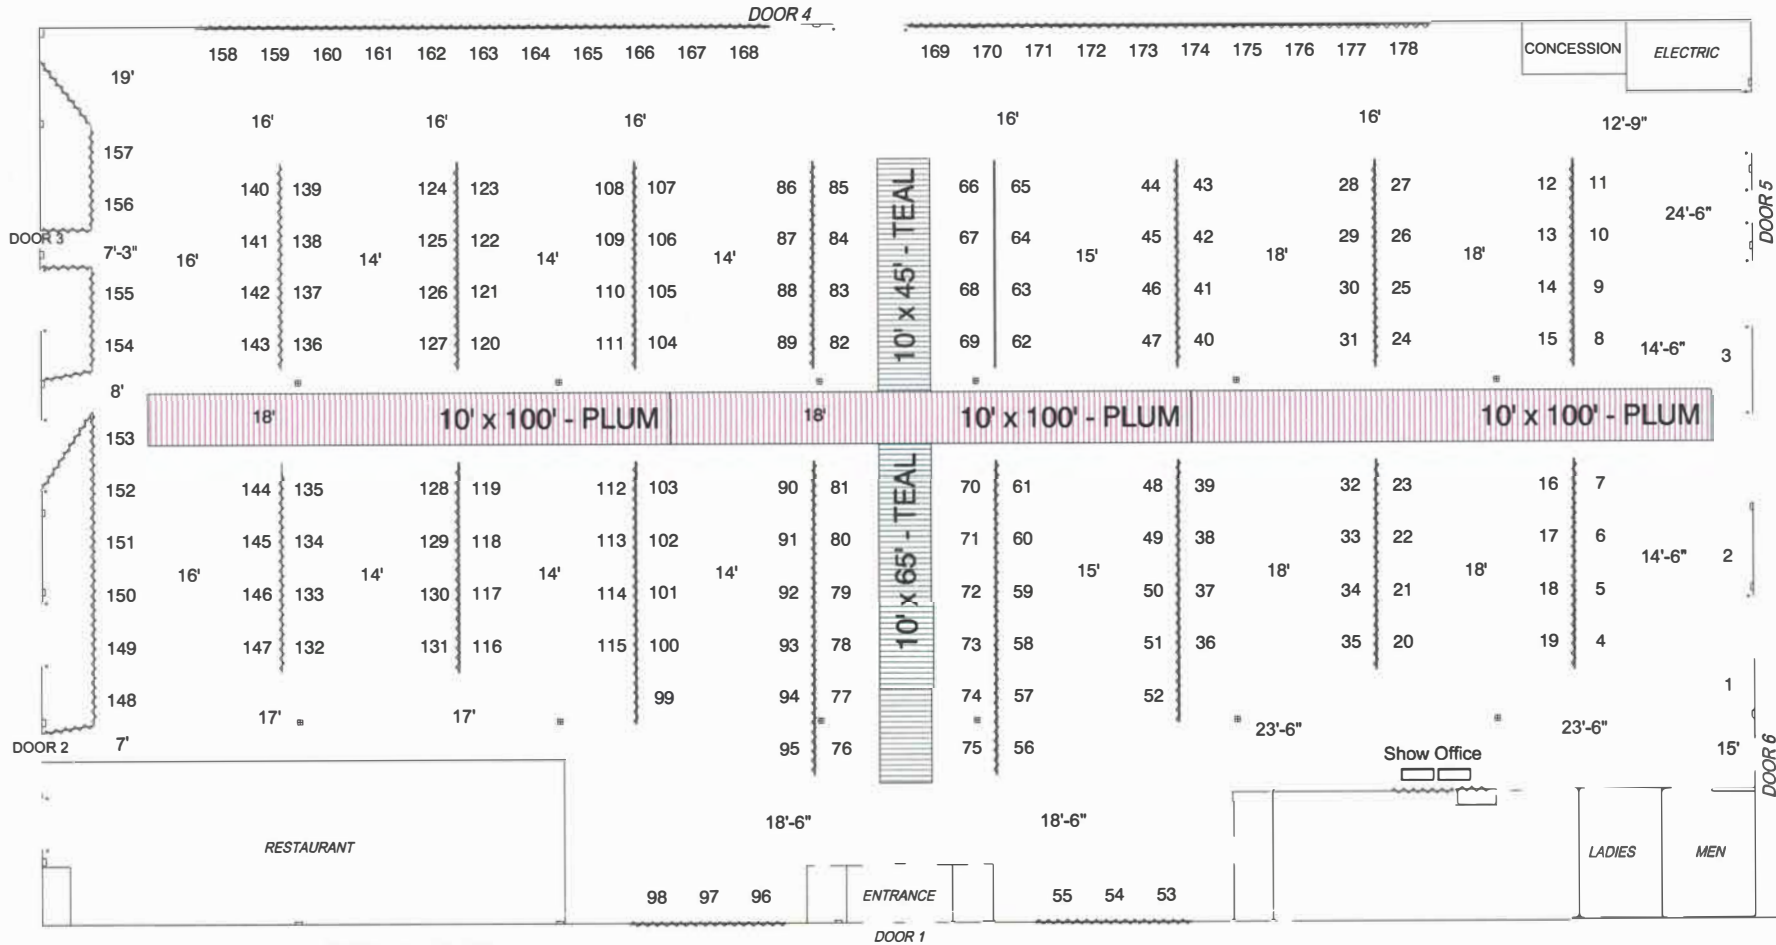 DOOR 4
158 159 160 161 162 163 164 165 166 167 168 169 170 171 172 173 174 175 176 177 178 CONCESSION ELECTRIC
19'
16' 16' 16' 16' 16' 12'-9"
157
140 139 124 123 108 107 86 85 66 65 44 43 28 27 12 11
156
24'-6"
DOOR 5
DOOR 3
141 138 125 122 109 106 87 84 67 64 45 42 29 26 13 10
7'-3"
16' 14' 14' 14' 15' 18' 18'
10' x 45' - TEAL
155 142 137 126 121 110 105 88 83 68 63 46 41 30 25 14 9
154 143 136 127 120 111 104 89 82 69 62 47 40 31 24 15 8 14'-6" 3
8'
18' 10' x 100' - PLUM 18' 10' x 100' - PLUM 10' x 100' - PLUM
153
152 144 135 128 119 112 103 90 81 70 61 48 39 32 23 16 7
151 145 134 129 118 113 102 91 80 71 60 49 38 33 22 17 6
10' x 65' - TEAL
16' 14' 14' 14' 15' 18' 18' 14'-6" 2
150 146 133 130 117 114 101 92 79 72 59 50 37 34 21 18 5
149 147 132 131 116 115 100 93 78 73 58 51 36 35 20 19 4
148 99 94 77 74 57 52 1
17' 17' 23'-6" 23'-6"
DOOR 2 7' 95 76 75 56 Show Office 15'
DOOR 6
18'-6" 18'-6"
RESTAURANT LADIES MEN
98 97 96 ENTRANCE 55 54 53
DOOR 1